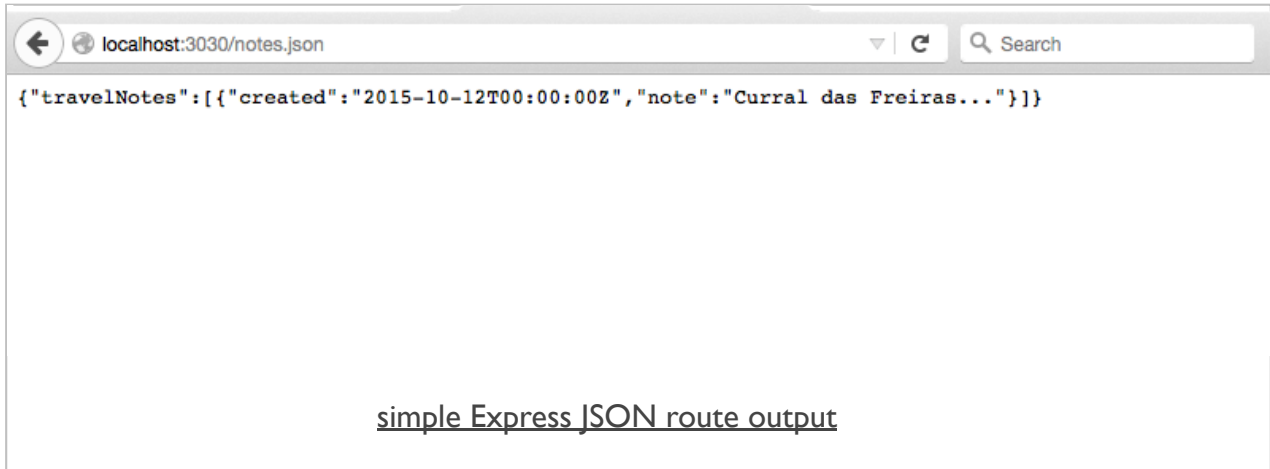 localhost:3030/notes.json
Search
{"travelNotes":[{"created":"2015-10-12T00:00:00Z","note":"Curral das Freiras..."}]}
simple Express JSON route output